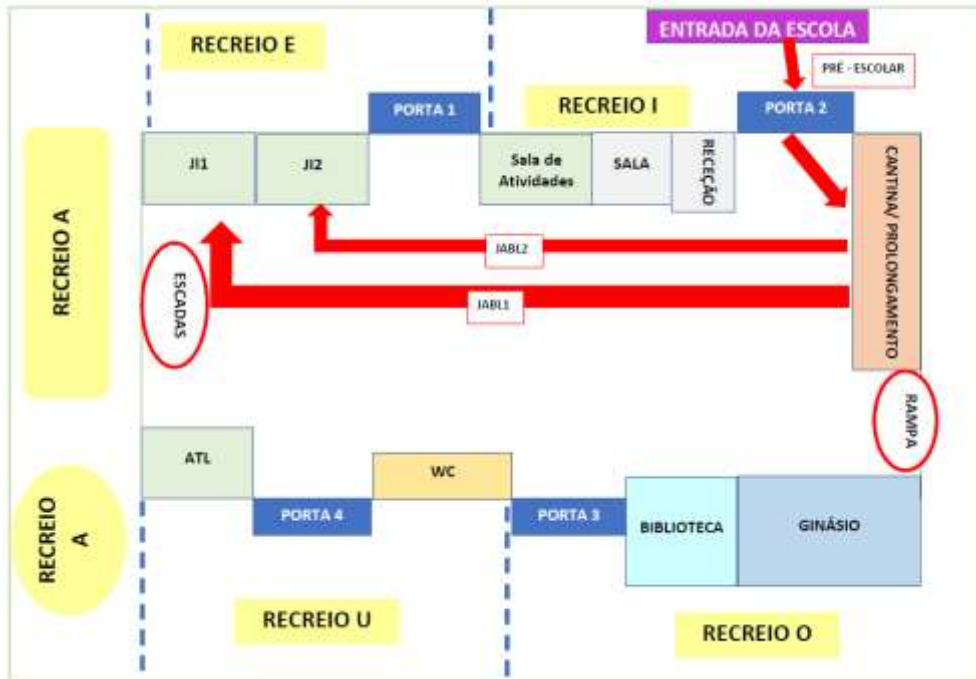 ENTRADA DA ESCOLA
RECREIO E
PRÉ - ESCOLAR
RECREIO I
PORTA 1
PORTA 2
JI1
JI2
Sala de
Atividades
SALA
RECEÇÃO
CANTINA/ PROLONGAMENTO
RECREIO A
JABL2
ESCADAS
JABL1
RAMPA
ATL
WC
RECREIO
A
PORTA 4
PORTA 3
BIBLIOTECA
GINÁSIO
RECREIO U
RECREIO O